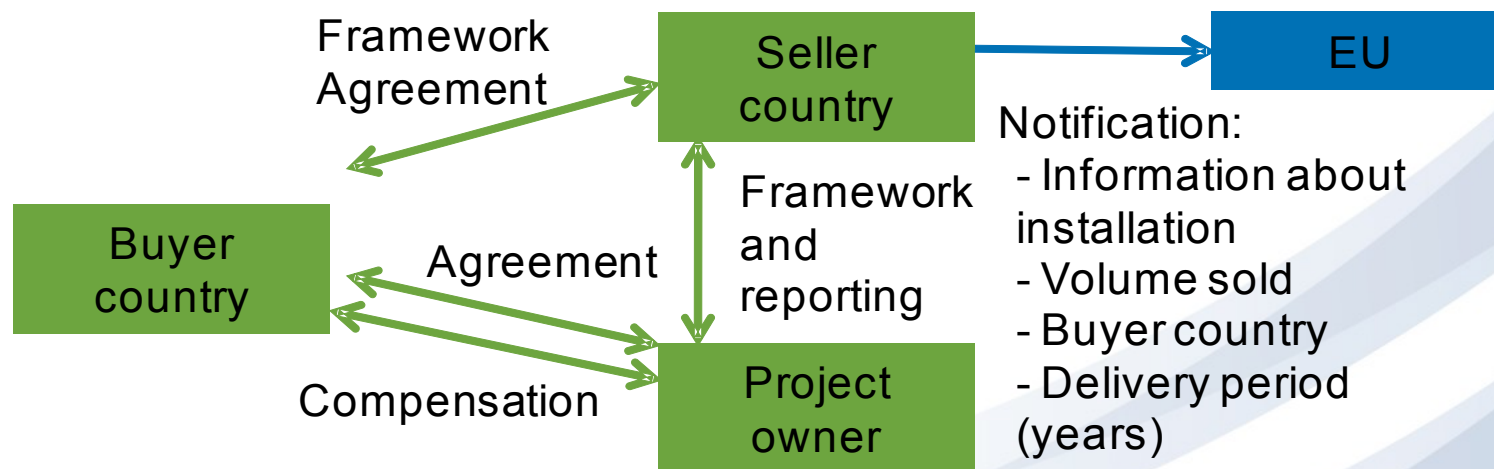 Framework
Agreement
Seller
country
EU
Notification:
- Information about
installation
- Volume sold
- Buyer country
- Delivery period
(years)
Framework
and
reporting
Buyer
country
Agreement
Compensation
Project
owner